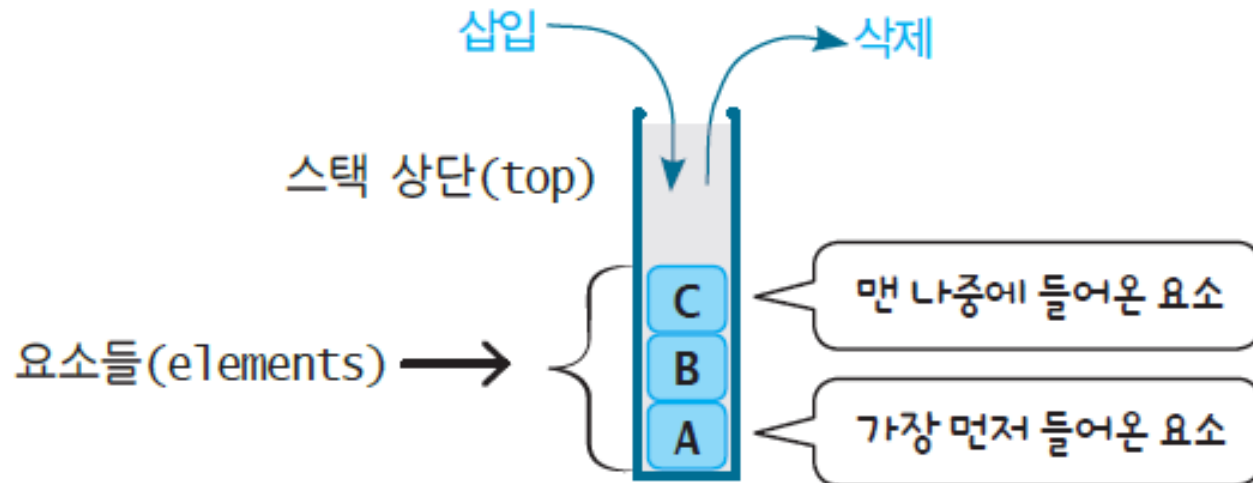 삽입
삭제
스택 상단(top)
C
맨 나중에 들어온 요소
요소들(elements)
B
A
가장 먼저 들어온 요소